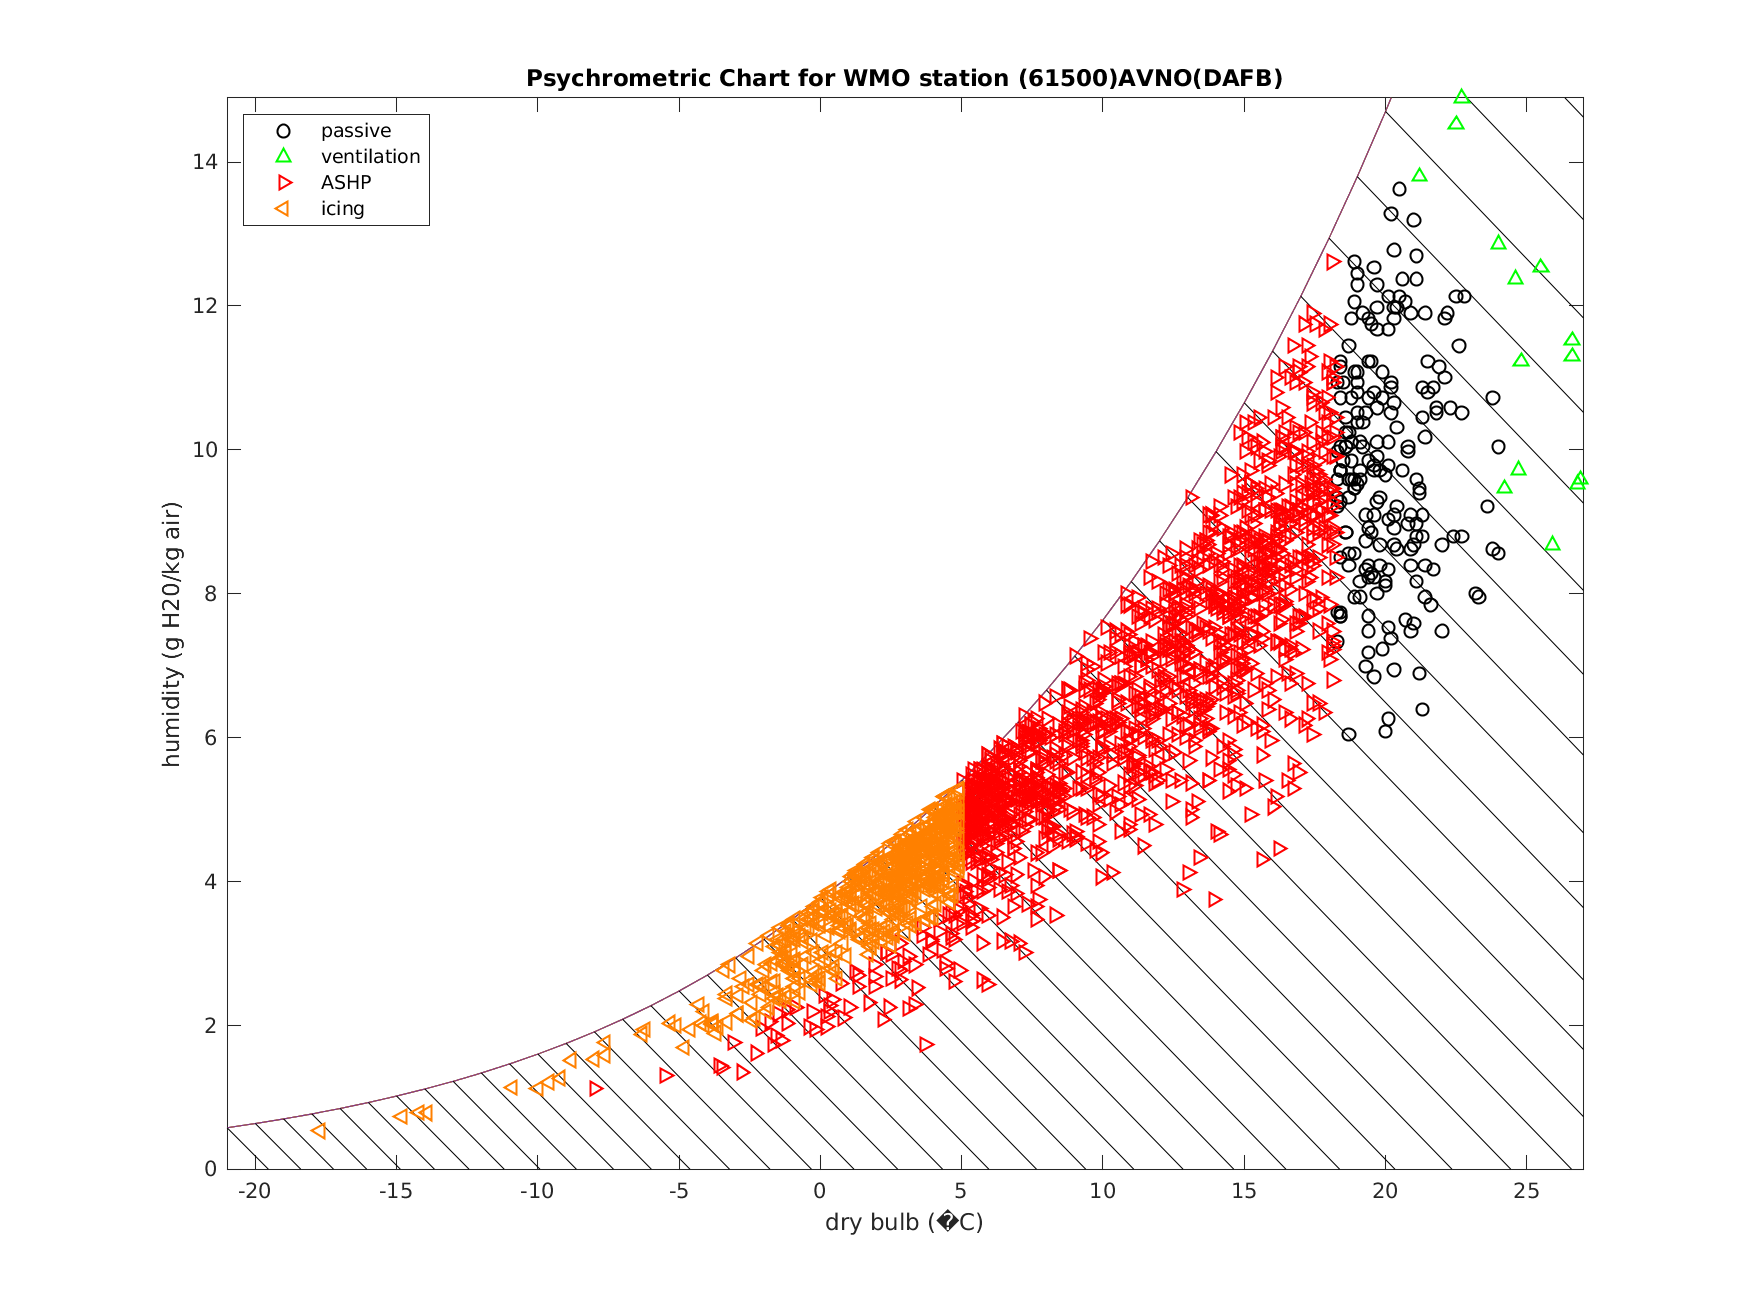 Psychrometric Chart for WMO station (61500)AVNO(DAFB)
passive
ventilation
ASHP
icing
humidity (g H20/kg air)
14
12
10
8
6
4
2
0
-20 -15 -10 -5 0 5 10 15 20 25
dry bulb (�C)